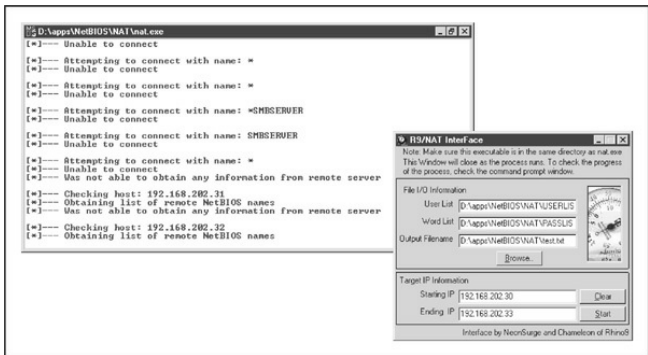 D:\apps\NetBIOS\NAT\nat.exe
[*]--- Unable to connect
[*]--- Attempting to connect with name: *
[*]--- Unable to connect
[*]--- Attempting to connect with name: *
[*]--- Unable to connect
[*]--- Attempting to connect with name: *SMBSERVER
[*]--- Unable to connect
[*]--- Attempting to connect with name: SMBSERVER
[*]--- Unable to connect
[*]--- Attempting to connect with name: *
[*]--- Unable to connect
[*]--- Was not able to obtain any information from remote server
[*]--- Checking host: 192.168.202.31
[*]--- Obtaining list of remote NetBIOS names
[*]--- Was not able to obtain any information from remote server
[*]--- Checking host: 192.168.202.32
[*]--- Obtaining list of remote NetBIOS names
R9/NAT InterFace
Note: Make sure this executable is in the same directory as nat.exe
This Window will close as the process runs. To check the progress
of the process, check the command prompt window.
File I/O Information
User List D:\apps\NetBIOS\NAT\USERLIS
Word List D:\apps\NetBIOS\NAT\PASSLIS
Output Filename D:\apps\NetBIOS\NAT\test.txt
Browse..
Target IP Information
Starting IP 192.168.202.30 Clear
Ending IP 192.168.202.33 Start
Interface by NeonSurge and Chameleon of Rhino9